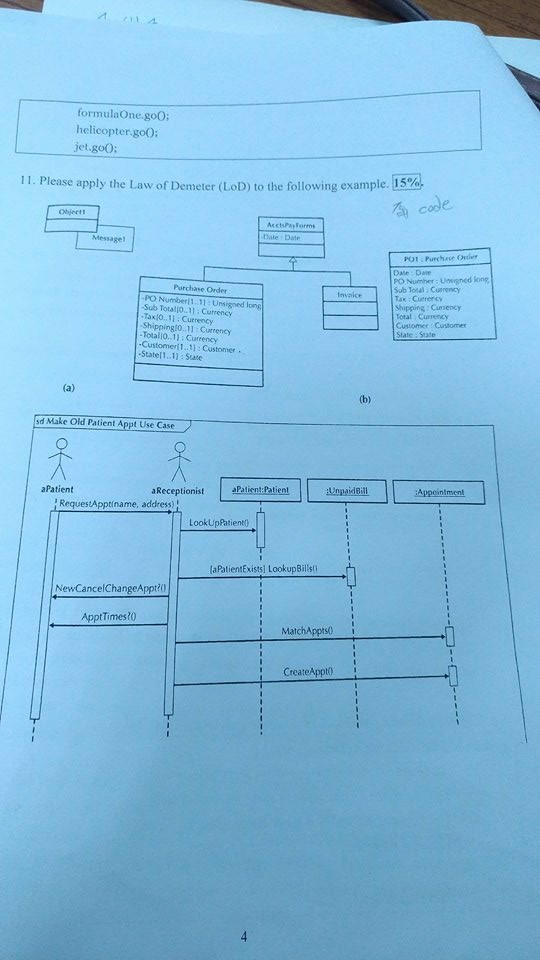 formulaOne.go();
helicopter.go();
jet.go();
11. Please apply the Law of Demeter (LoD) to the following example. 15%.
code
Object1
Message1
AcctsPayForms
-Date : Date
Purchase Order
-PO Number[1..1] : Unsigned long
-Sub Total[0..1] : Currency
-Tax[0..1] : Currency
-Shipping[0..1] : Currency
-Total[0..1] : Currency
-Customer[1..1] : Customer
-State[1..1] : State
Invoice
PO1 : Purchase Order
Date : Date
PO Number : Unsigned long
Sub Total : Currency
Tax : Currency
Shipping : Currency
Total : Currency
Customer : Customer
State : State
(a)
(b)
sd Make Old Patient Appt Use Case
aPatient
aReceptionist
aPatient:Patient
:UnpaidBill
:Appointment
RequestAppt(name, address)
LookUpPatient()
[aPatientExists] LookupBills()
NewCancelChangeAppt?()
ApptTimes?()
MatchAppts()
CreateAppt()
4